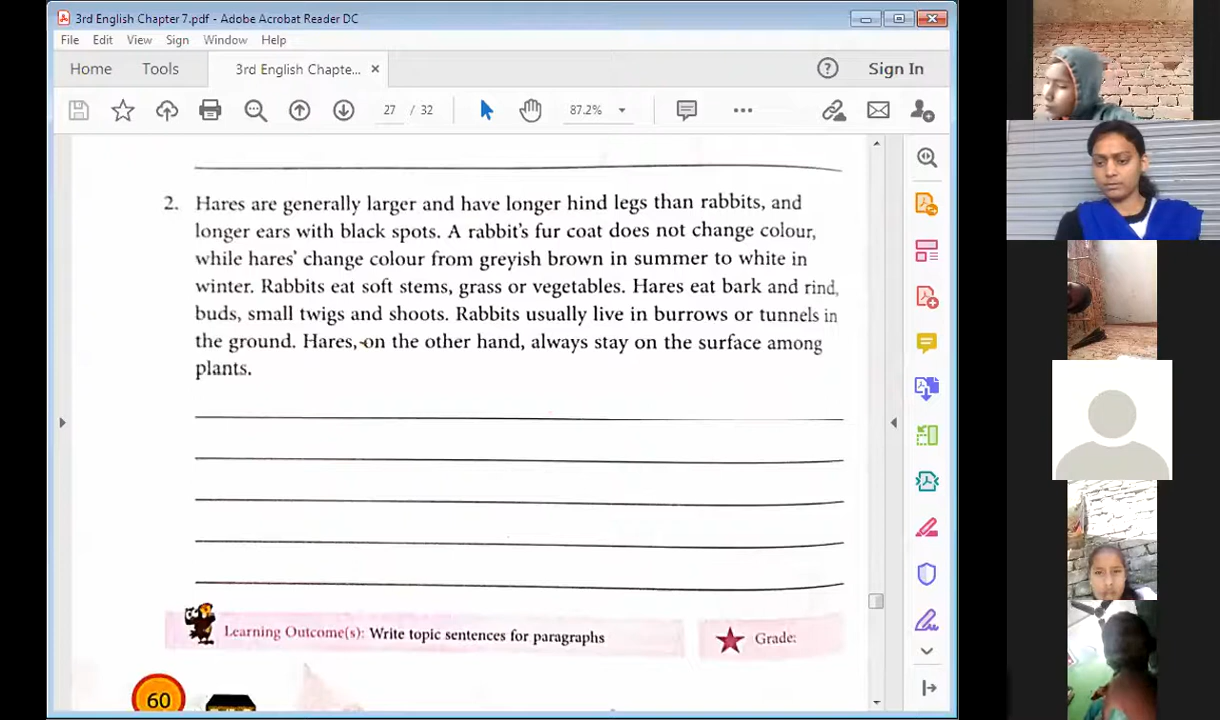 3rd English Chapter 7.pdf - Adobe Acrobat Reader DC
File Edit View Sign Window Help
Home Tools 3rd English Chapte... Sign In
27 / 32 87.2%
2. Hares are generally larger and have longer hind legs than rabbits, and
longer ears with black spots. A rabbit's fur coat does not change colour,
while hares' change colour from greyish brown in summer to white in
winter. Rabbits eat soft stems, grass or vegetables. Hares eat bark and rind,
buds, small twigs and shoots. Rabbits usually live in burrows or tunnels in
the ground. Hares, on the other hand, always stay on the surface among
plants.
Learning Outcome(s): Write topic sentences for paragraphs
Grade:
60